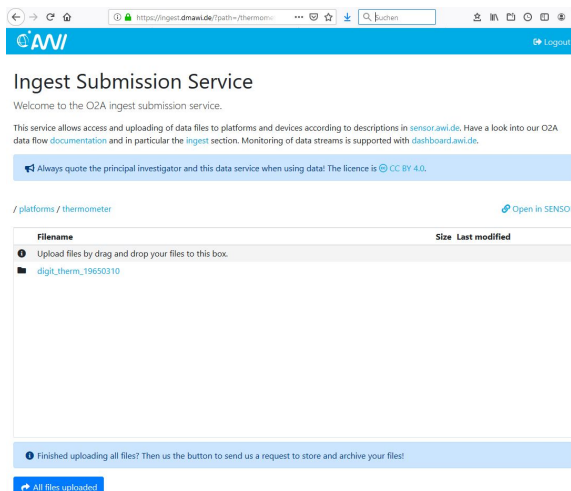 https://ingest.dmawi.de/?path=/thermome
Suchen
AWI
Logout
Ingest Submission Service
Welcome to the O2A ingest submission service.
This service allows access and uploading of data files to platforms and devices according to descriptions in sensor.awi.de. Have a look into our O2A
data flow documentation and in particular the ingest section. Monitoring of data streams is supported with dashboard.awi.de.
Always quote the principal investigator and this data service when using data! The licence is CC BY 4.0.
/ platforms / thermometer
Open in SENSO
Filename Size Last modified
Upload files by drag and drop your files to this box.
digit_therm_19650310
Finished uploading all files? Then us the button to send us a request to store and archive your files!
All files uploaded